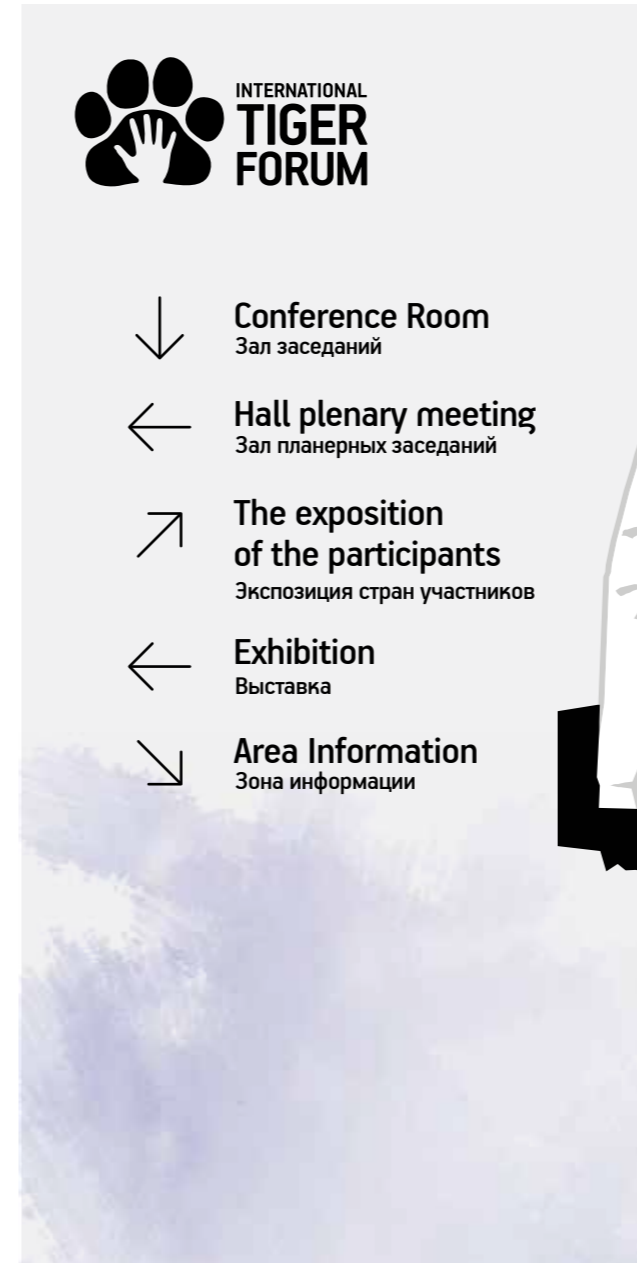 INTERNATIONAL
TIGER
FORUM
Conference Room
Зал заседаний
Hall plenary meeting
Зал планерных заседаний
The exposition
of the participants
Экспозиция стран участников
Exhibition
Выставка
Area Information
Зона информации